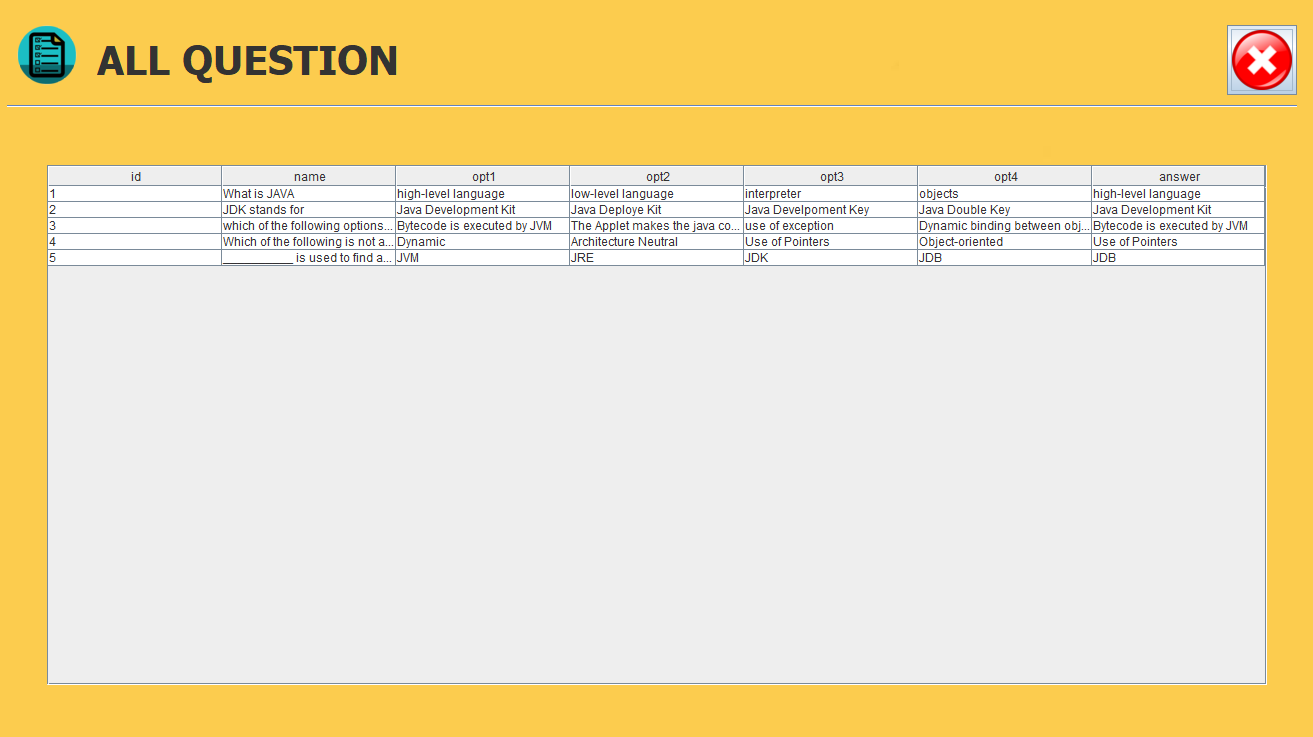 ALL QUESTION
id name opt1 opt2 opt3 opt4 answer
1 What is JAVA high-level language low-level language interpreter objects high-level language
2 JDK stands for Java Development Kit Java Deploye Kit Java Develpoment Key Java Double Key Java Development Kit
3 which of the following options... Bytecode is executed by JVM The Applet makes the java co... use of exception Dynamic binding between obj... Bytecode is executed by JVM
4 Which of the following is not a... Dynamic Architecture Neutral Use of Pointers Object-oriented Use of Pointers
5 __________ is used to find a... JVM JRE JDK JDB JDB